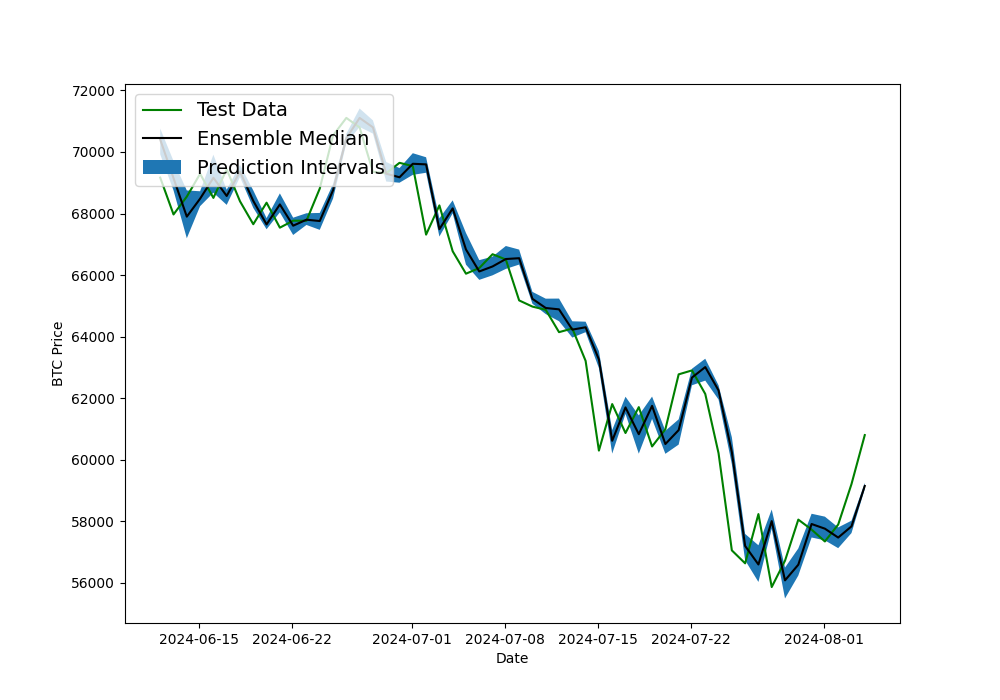 72000
70000
68000
66000
64000
62000
60000
58000
56000
BTC Price
Test Data
Ensemble Median
Prediction Intervals
2024-06-15 2024-06-22 2024-07-01 2024-07-08 2024-07-15 2024-07-22 2024-08-01
Date